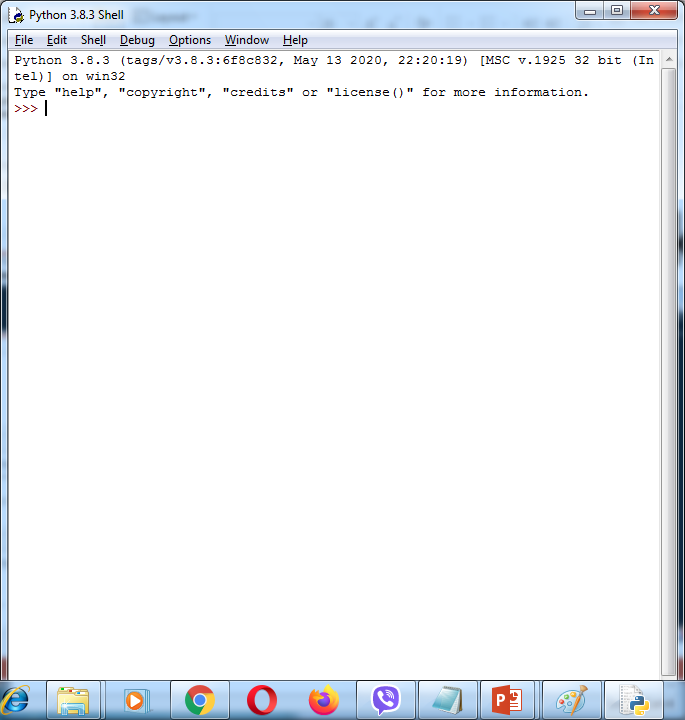 Python 3.8.3 Shell
File Edit Shell Debug Options Window Help
Python 3.8.3 (tags/v3.8.3:6f8c832, May 13 2020, 22:20:19) [MSC v.1925 32 bit (In
tel)] on win32
Type "help", "copyright", "credits" or "license()" for more information.
>>>